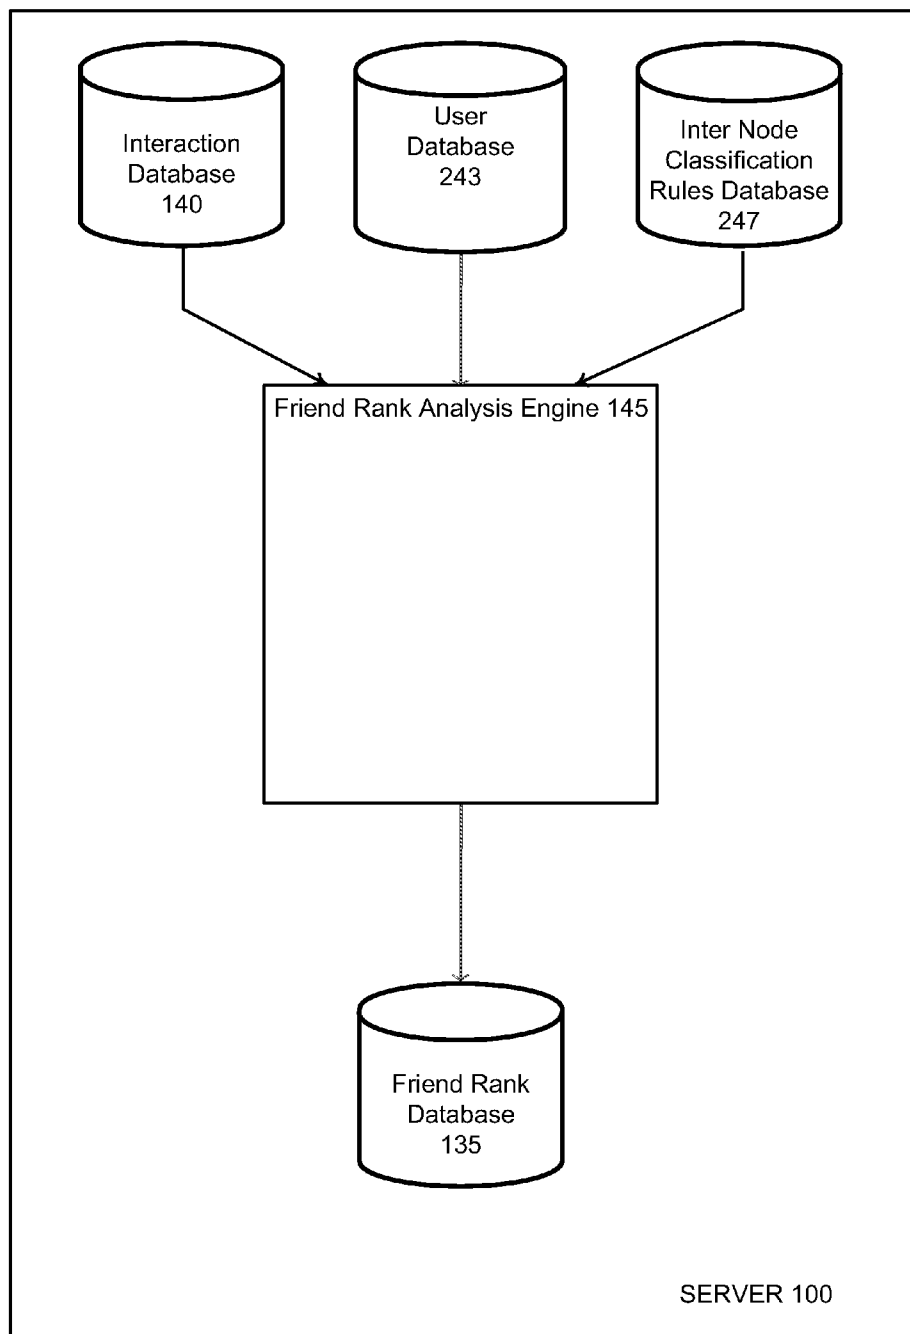 Interaction
Database
140
User
Database
243
Inter Node
Classification
Rules Database
247
Friend Rank Analysis Engine 145
Friend Rank
Database
135
SERVER 100